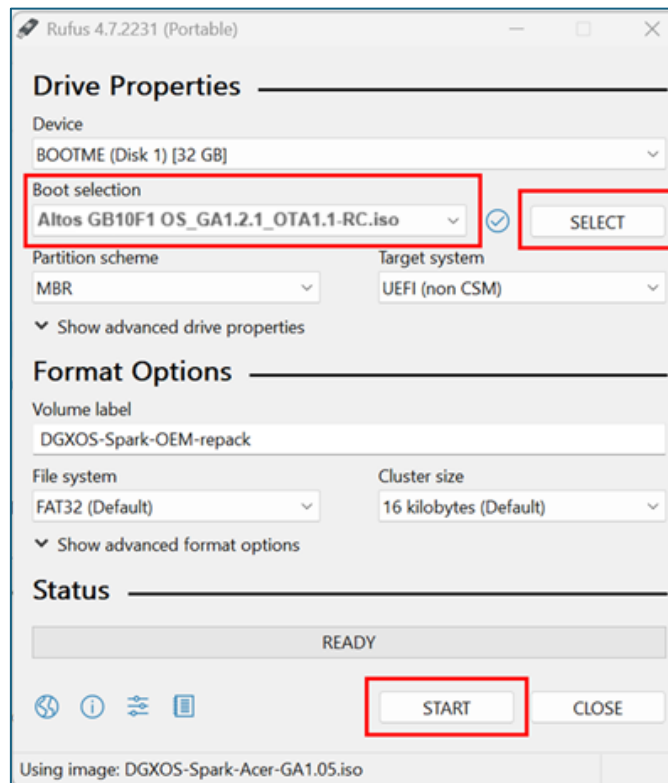 Rufus 4.7.2231 (Portable)
Drive Properties
Device
BOOTME (Disk 1) [32 GB]
Boot selection
Altos GB10F1 OS_GA1.2.1_OTA1.1-RC.iso
SELECT
Partition scheme Target system
MBR UEFI (non CSM)
Show advanced drive properties
Format Options
Volume label
DGXOS-Spark-OEM-repack
File system Cluster size
FAT32 (Default) 16 kilobytes (Default)
Show advanced format options
Status
READY
START CLOSE
Using image: DGXOS-Spark-Acer-GA1.05.iso